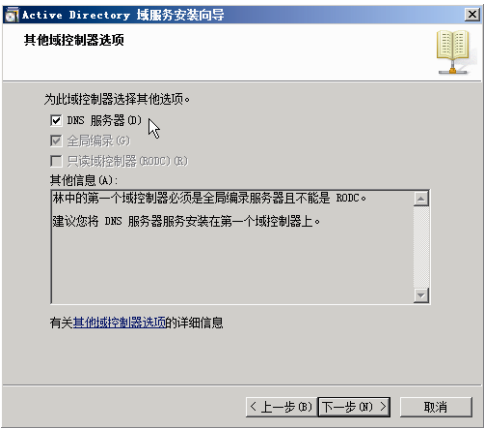 Active Directory 域服务安装向导
其他域控制器选项
为此域控制器选择其他选项。
DNS 服务器(D)
全局编录(G)
只读域控制器(RODC)(R)
其他信息(A):
林中的第一个域控制器必须是全局编录服务器且不能是 RODC。
建议您将 DNS 服务器服务安装在第一个域控制器上。
有关其他域控制器选项的详细信息
< 上一步(B) 下一步(N) > 取消